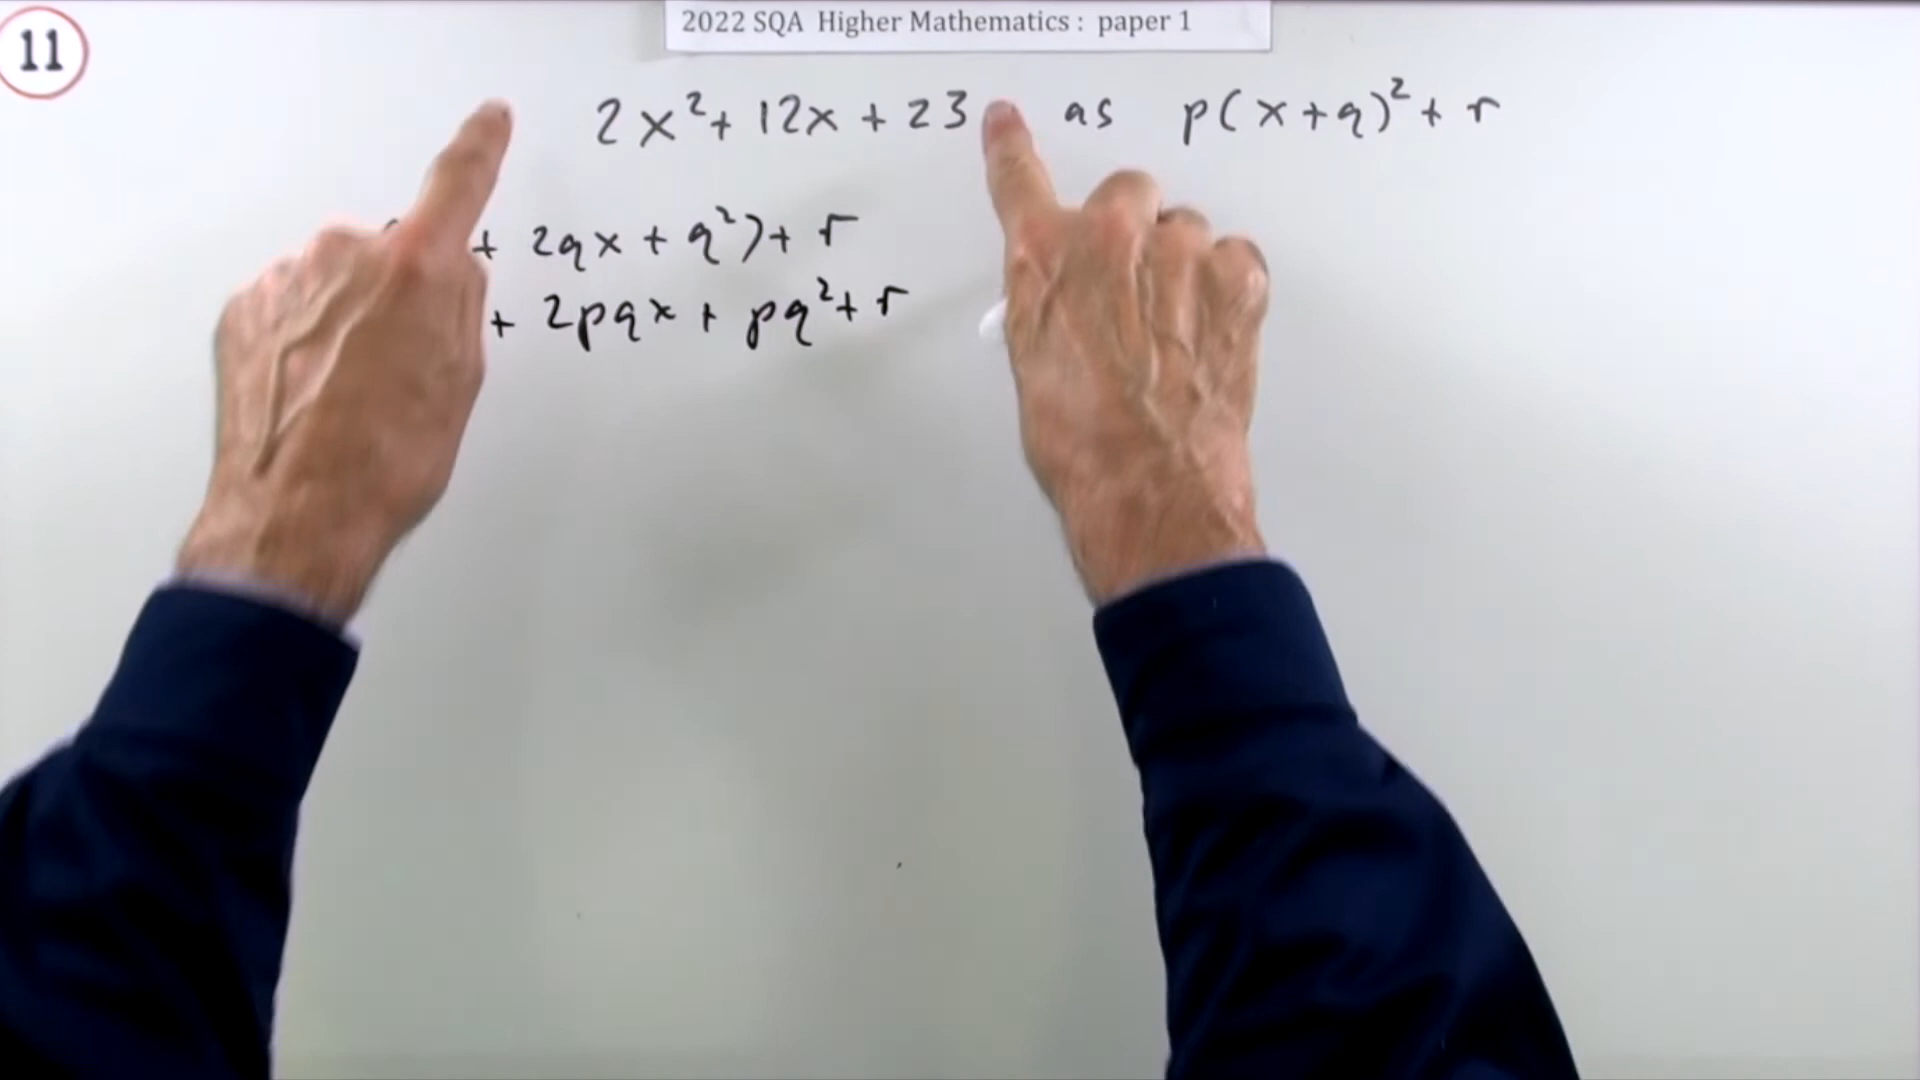 2022 SQA Higher Mathematics : paper 1
11
2x²+ 12x + 23 as p(x+q)²+ r
+ 2qx + q²)+ r
+ 2pqx + pq²+ r